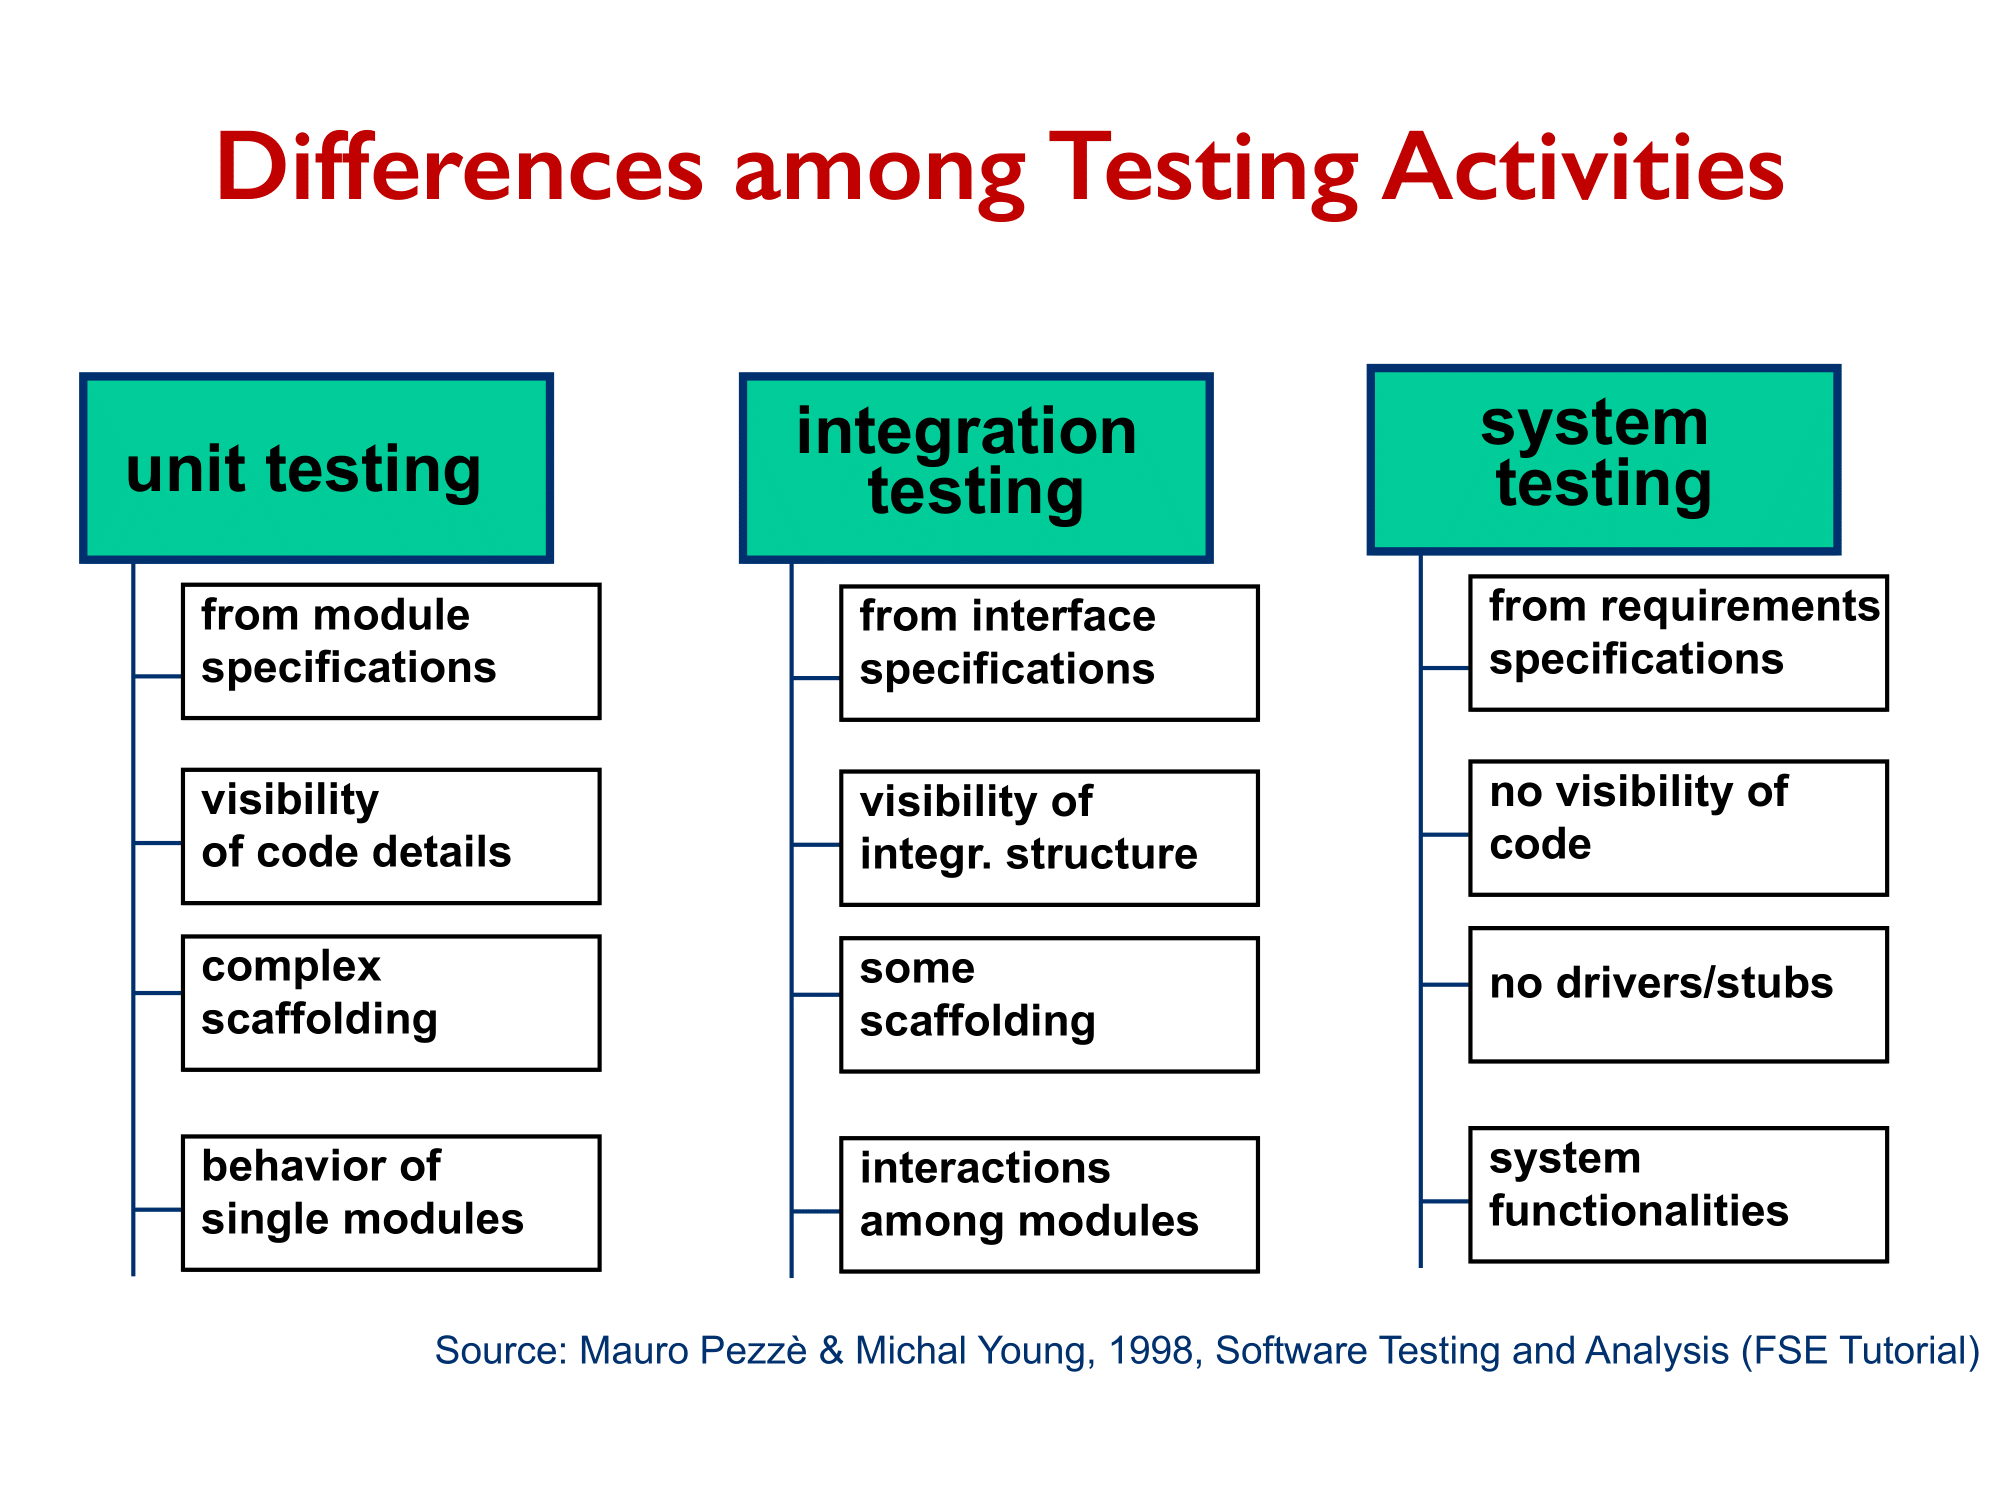 Differences among Testing Activities
unit testing
from module
specifications
visibility
of code details
complex
scaffolding
behavior of
single modules
integration
testing
from interface
specifications
visibility of
integr. structure
some
scaffolding
interactions
among modules
system
testing
from requirements
specifications
no visibility of
code
no drivers/stubs
system
functionalities
Source: Mauro Pezzè & Michal Young, 1998, Software Testing and Analysis (FSE Tutorial)